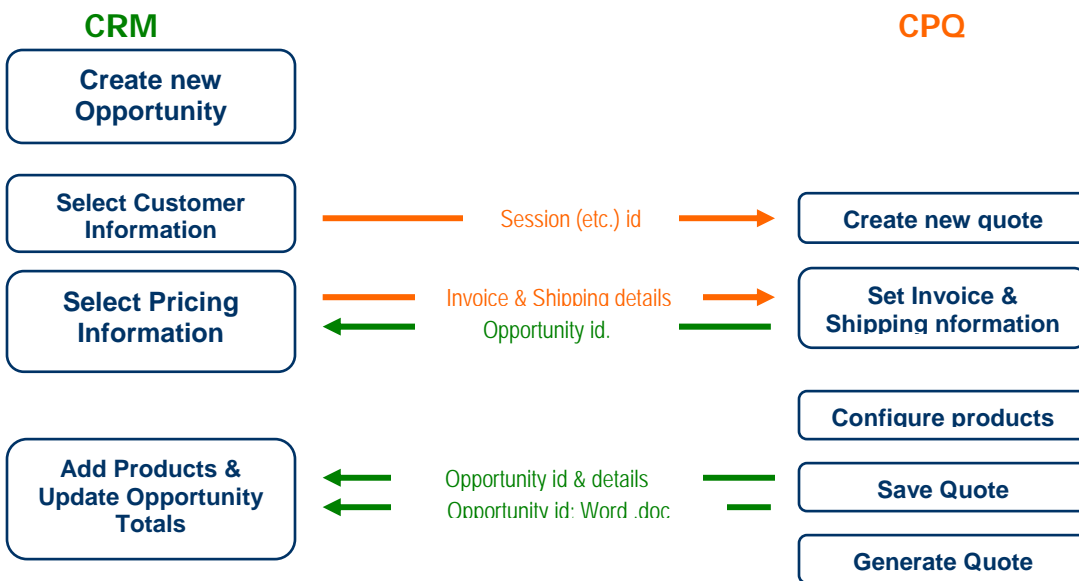 CRM
CPQ
Create new
Opportunity
Select Customer
Information
Session (etc.) id
Create new quote
Select Pricing
Information
Invoice & Shipping details
Opportunity id.
Set Invoice &
Shipping nformation
Configure products
Add Products &
Update Opportunity
Totals
Opportunity id & details
Opportunity id: Word .doc
Save Quote
Generate Quote